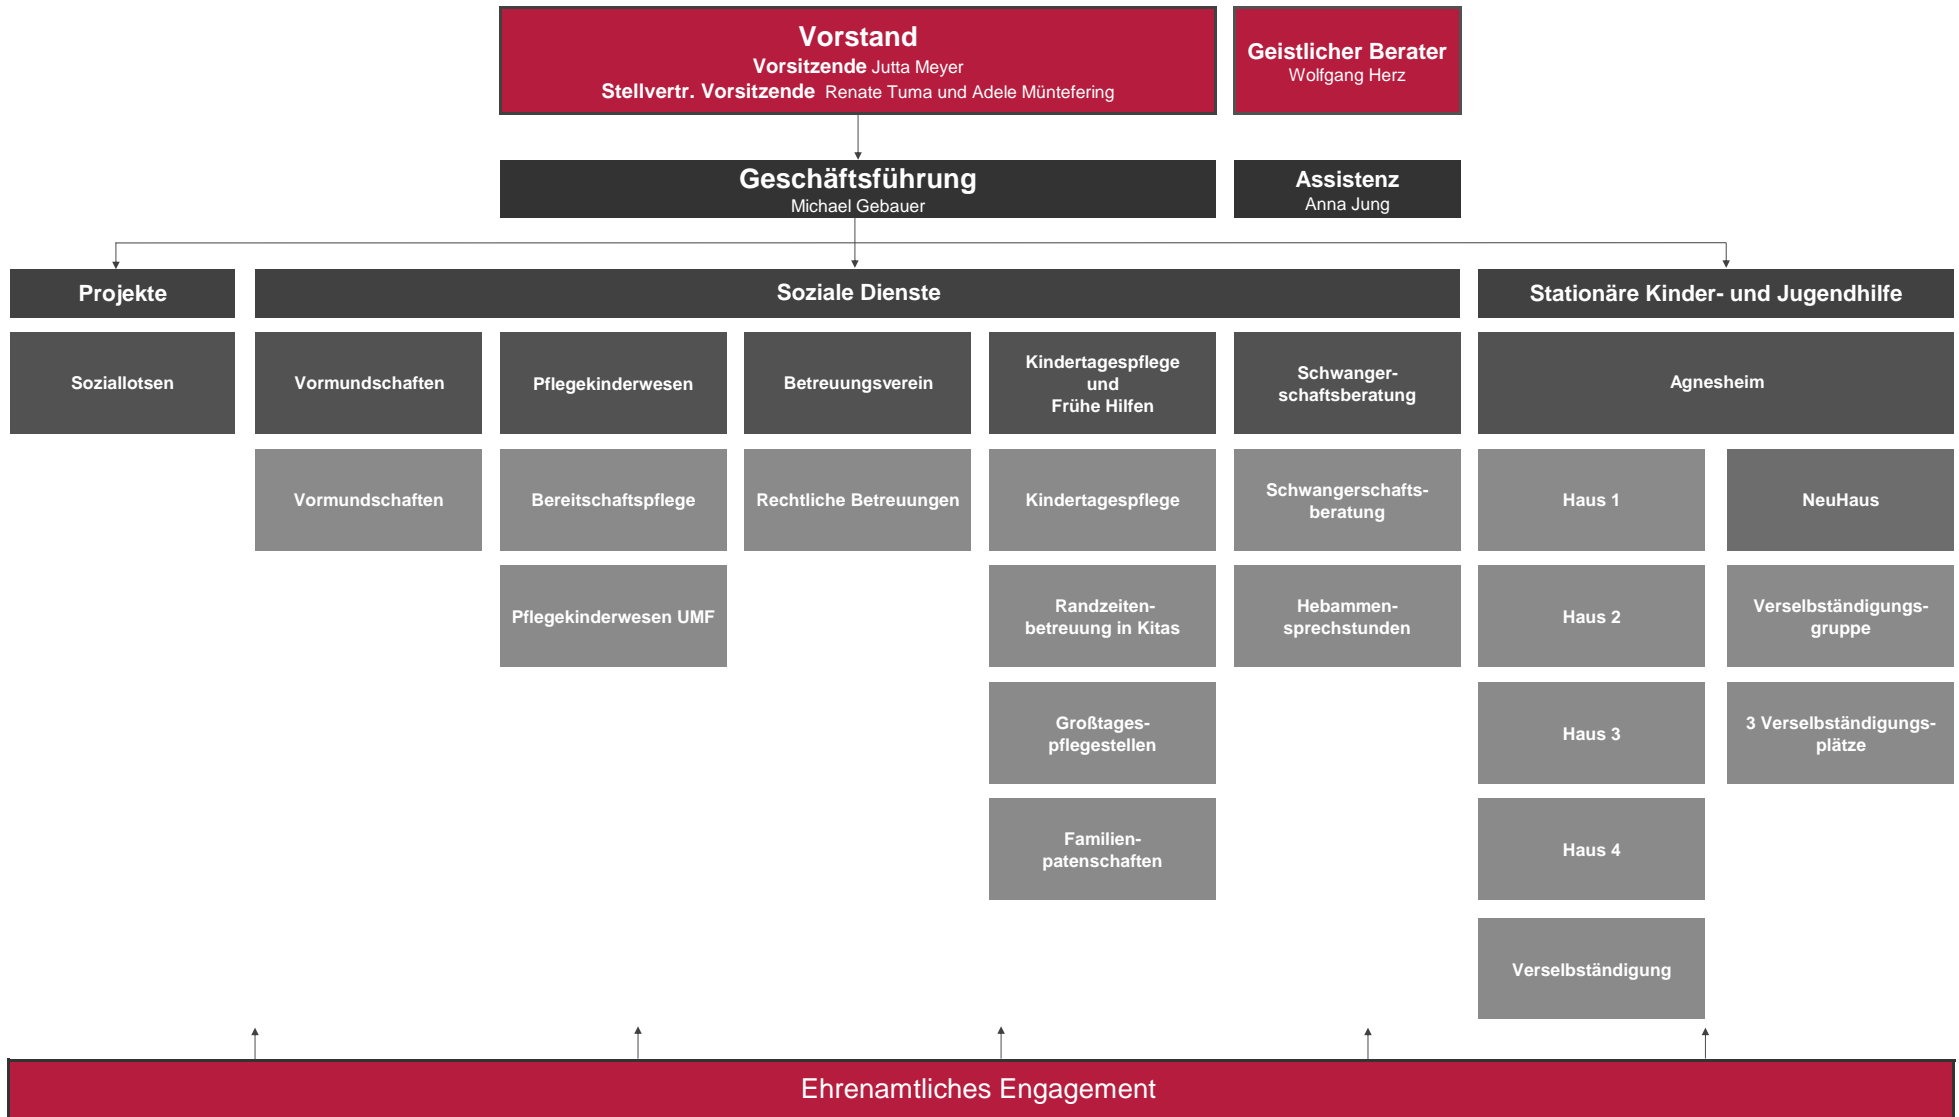 Vorstand
Vorsitzende Jutta Meyer
Stellvertr. Vorsitzende Renate Tuma und Adele Müntefering
Geistlicher Berater
Wolfgang Herz
Geschäftsführung
Michael Gebauer
Assistenz
Anna Jung
Projekte
Soziale Dienste
Stationäre Kinder- und Jugendhilfe
Soziallotsen
Vormundschaften
Pflegekinderwesen
Betreuungsverein
Kindertagespflege
und
Frühe Hilfen
Schwanger-
schaftsberatung
Agnesheim
Vormundschaften
Bereitschaftspflege
Rechtliche Betreuungen
Kindertagespflege
Schwangerschafts-
beratung
Haus 1
NeuHaus
Pflegekinderwesen UMF
Randzeiten-
betreuung in Kitas
Hebammen-
sprechstunden
Haus 2
Verselbständigungs-
gruppe
Großtages-
pflegestellen
Haus 3
3 Verselbständigungs-
plätze
Familien-
patenschaften
Haus 4
Verselbständigung
Ehrenamtliches Engagement